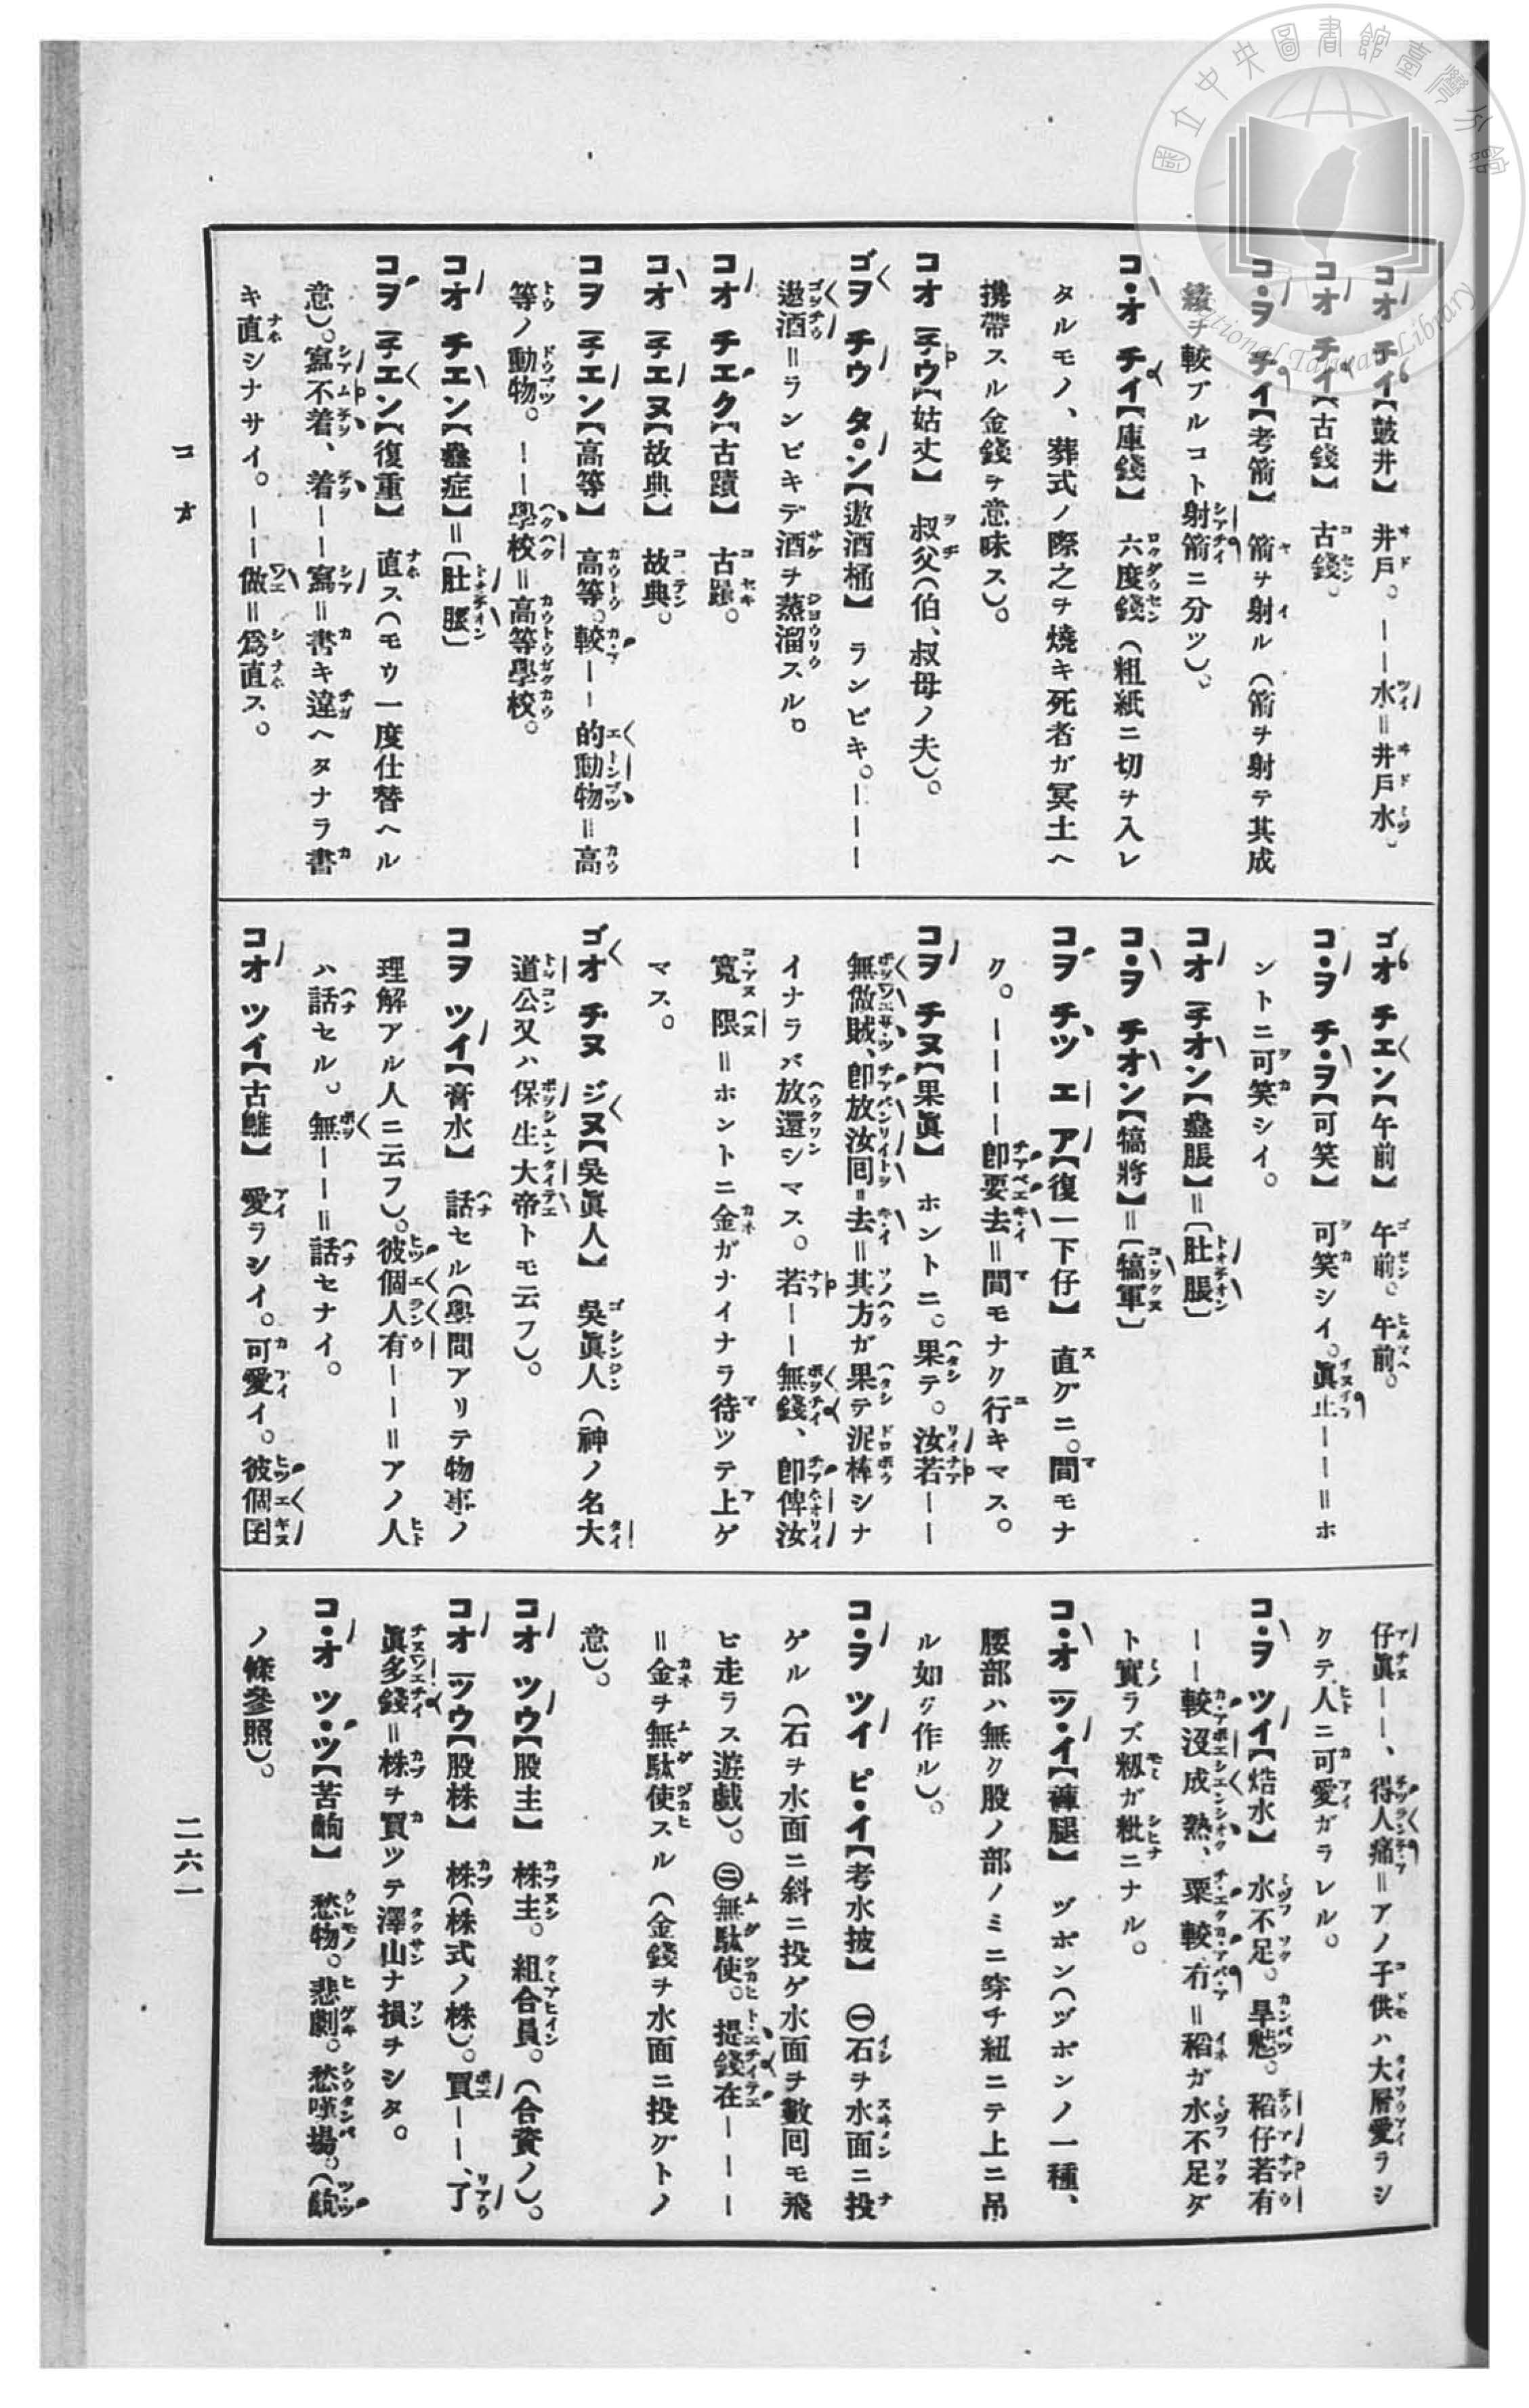 國立中央圖書館臺灣分館
National Taiwan Library
コオ チイ【鼓井】 井戶。――水=井戶水。
コオ チイ【古錢】 古錢。
コヲ チイ【考箭】 箭ヲ射ル（箭ヲ射テ其成
績ヲ較ブルコト射箭ニ分ツ）。
コオ チイ【庫錢】 六度錢（粗紙ニ切ヲ入レ
タルモノ、葬式ノ際之ヲ燒キ死者ガ冥土ヘ
携帶スル金錢ヲ意味ス）。
コオ チウ【姑丈】 叔父（伯、叔母ノ夫）。
ゴヲ チウ タン【遨酒桶】 ランビキ。―――
遨酒=ランビキデ酒ヲ蒸溜スル。
コオ チエク【古蹟】 古蹟。
コオ チエヌ【故典】 故典。
コヲ チエン【高等】 高等。較――的動物=高
等ノ動物。――學校=高等學校。
コオ チエン【蠱症】=〔肚脹〕
コヲ チエン【復重】 直ス（モウ一度仕替ヘル
意）。寫不着、着――寫=書キ違ヘタナラ書
キ直シナサイ。――做=爲直ス。
ゴオ チエン【午前】 午前。午前。
コヲ チヲ【可笑】 可笑シイ。眞止――=ホ
ントニ可笑シイ。
コオ チオン【蠱脹】=〔肚脹〕
コヲ チオン【犒將】=〔犒軍〕
コヲ チツ エ ア【復一下仔】 直グニ。間モナ
ク。――――卽要去=間モナク行キマス。
コヲ チヌ【果眞】 ホントニ。果テ。汝若――
無做賊、卽放汝囘去=其方ガ果テ泥棒シナ
イナラバ放還シマス。若――無錢、卽俾汝
寬限=ホントニ金ガナイナラ待ツテ上ゲ
マス。
ゴオ チヌ ジヌ【吳眞人】 吳眞人（神ノ名大
道公又ハ保生大帝トモ云フ）。
コヲ ツイ【膏水】 話セル（學問アリテ物事ノ
理解アル人ニ云フ）。彼個人有――=アノ人
ハ話セル。無――=話セナイ。
コオ ツイ【古錐】 愛ラシイ。可愛イ。彼個囝
仔眞――、得人痛=アノ子供ハ大層愛ラシ
クテ人ニ可愛ガラレル。
コヲ ツイ【焅水】 水不足。旱魃。稻仔若有
――較沒成熟、粟較冇=稻ガ水不足ダ
ト實ラズ籾ガ粃ニナル。
コオ ツイ【褲腿】 ヅボン（ヅボンノ一種、
腰部ハ無ク股ノ部ノミニ穿チ紐ニテ上ニ吊
ル如ク作ル）。
コヲ ツイ ピイ【考水披】 ㊀石ヲ水面ニ投
ゲル（石ヲ水面ニ斜ニ投ゲ水面ヲ數囘モ飛
ビ走ラス遊戲）。㊁無駄使。提錢在―――
=金ヲ無駄使スル（金錢ヲ水面ニ投グトノ
意）。
コオ ツウ【股主】 株主。組合員。（合資ノ）。
コオ ツウ【股株】 株（株式ノ株）。買――、了
眞多錢=株ヲ買ツテ澤山ナ損ヲシタ。
コオ ツツ【苦齣】 愁物。悲劇。愁嘆場。（齣
ノ條參照）。
コオ
二六一